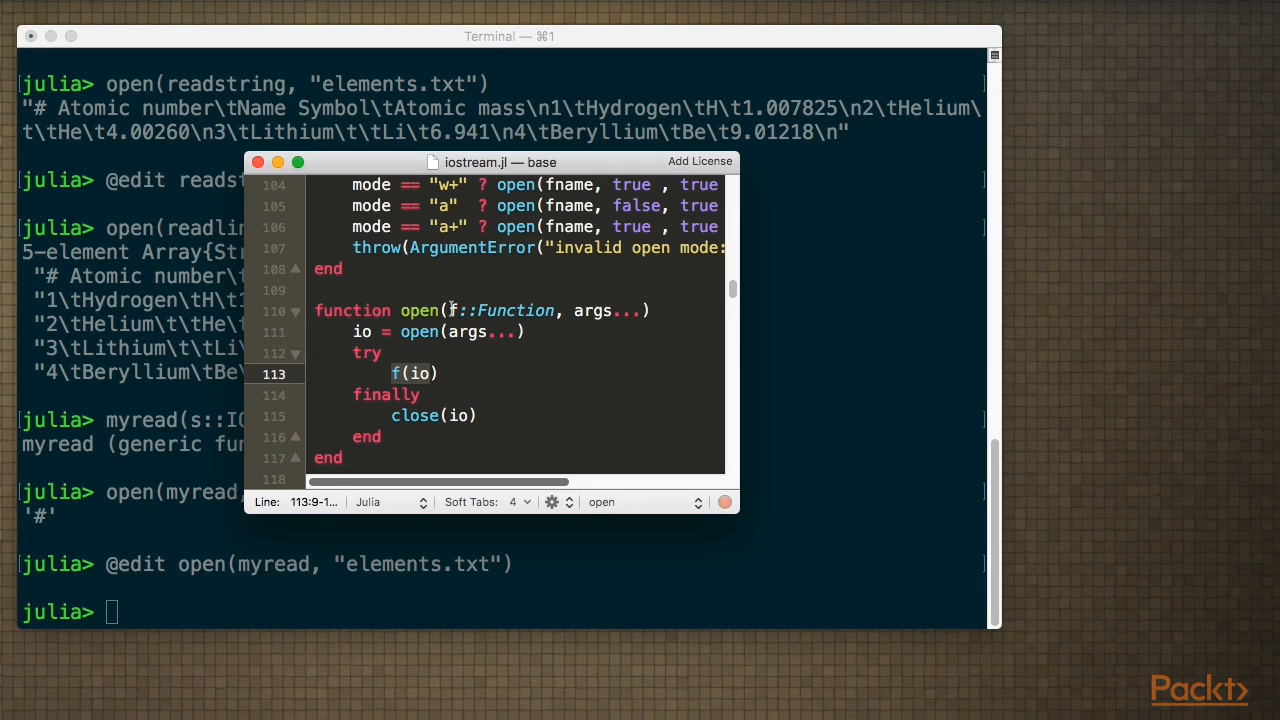 Terminal — ⌘1
julia> open(readstring, "elements.txt")
"# Atomic number\tName Symbol\tAtomic mass\n1\tHydrogen\tH\t1.007825\n2\tHelium\
t\tHe\t4.00260\n3\tLithium\t\tLi\t6.941\n4\tBeryllium\tBe\t9.01218\n"
julia> @edit readst
julia> open(readlin
5-element Array{Str
"# Atomic number\t
"1\tHydrogen\tH\t1
"2\tHelium\t\tHe\t
"3\tLithium\t\tLi\
"4\tBeryllium\tBe\
julia> myread(s::IO
myread (generic fun
julia> open(myread,
'#'
julia> @edit open(myread, "elements.txt")
julia>
iostream.jl — base
Add License
104 mode == "w+" ? open(fname, true , true
105 mode == "a" ? open(fname, false, true
106 mode == "a+" ? open(fname, true , true
107 throw(ArgumentError("invalid open mode:
108 end
109
110 function open(f::Function, args...)
111 io = open(args...)
112 try
113 f(io)
114 finally
115 close(io)
116 end
117 end
118
Line: 113:9-1... Julia Soft Tabs: 4 open
Packt>